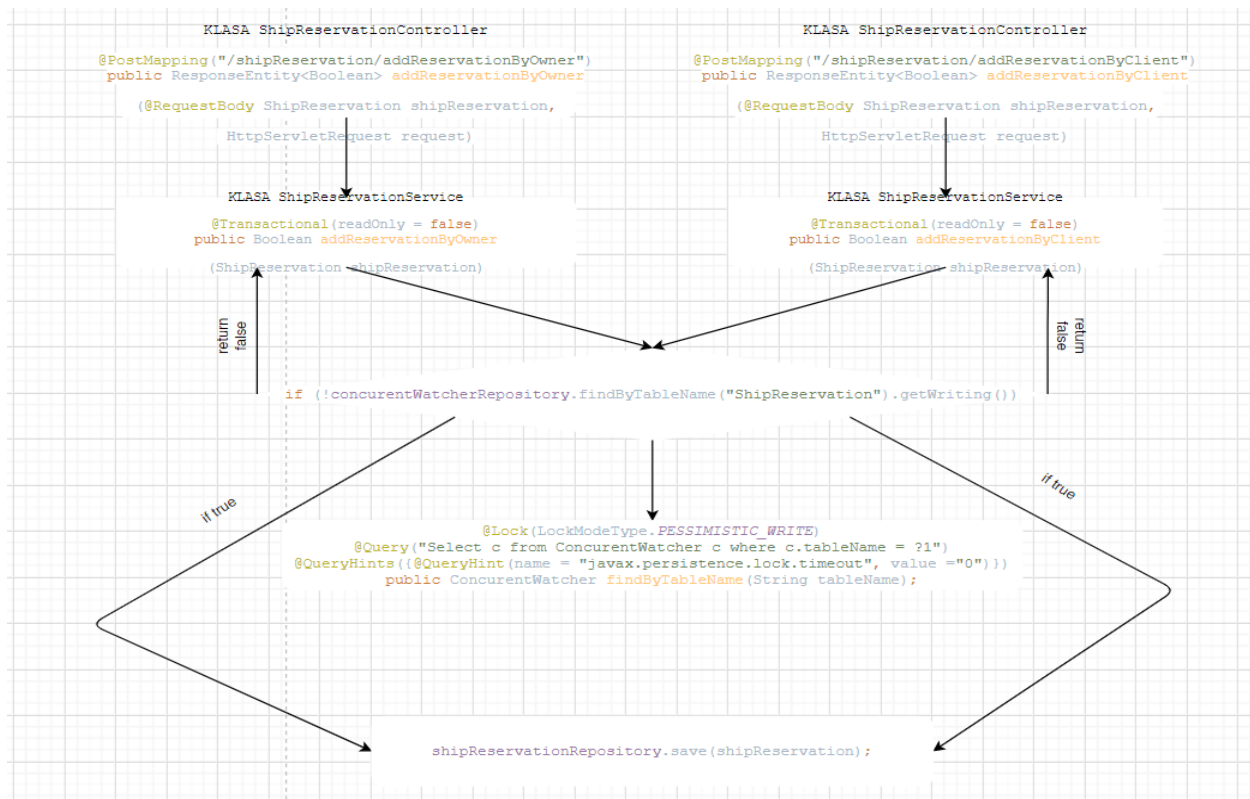 KLASA ShipReservationController
@PostMapping("/shipReservation/addReservationByOwner")
public ResponseEntity<Boolean> addReservationByOwner
(@RequestBody ShipReservation shipReservation,
HttpServletRequest request)
KLASA ShipReservationController
@PostMapping("/shipReservation/addReservationByClient")
public ResponseEntity<Boolean> addReservationByClient
(@RequestBody ShipReservation shipReservation,
HttpServletRequest request)
KLASA ShipReservationService
@Transactional(readOnly = false)
public Boolean addReservationByOwner
(ShipReservation shipReservation)
KLASA ShipReservationService
@Transactional(readOnly = false)
public Boolean addReservationByClient
(ShipReservation shipReservation)
return
false
return
false
if (!concurentWatcherRepository.findByTableName("ShipReservation").getWriting())
if true
if true
@Lock(LockModeType.PESSIMISTIC_WRITE)
@Query("Select c from ConcurentWatcher c where c.tableName = ?1")
@QueryHints({@QueryHint(name = "javax.persistence.lock.timeout", value ="0")})
public ConcurentWatcher findByTableName(String tableName);
shipReservationRepository.save(shipReservation);